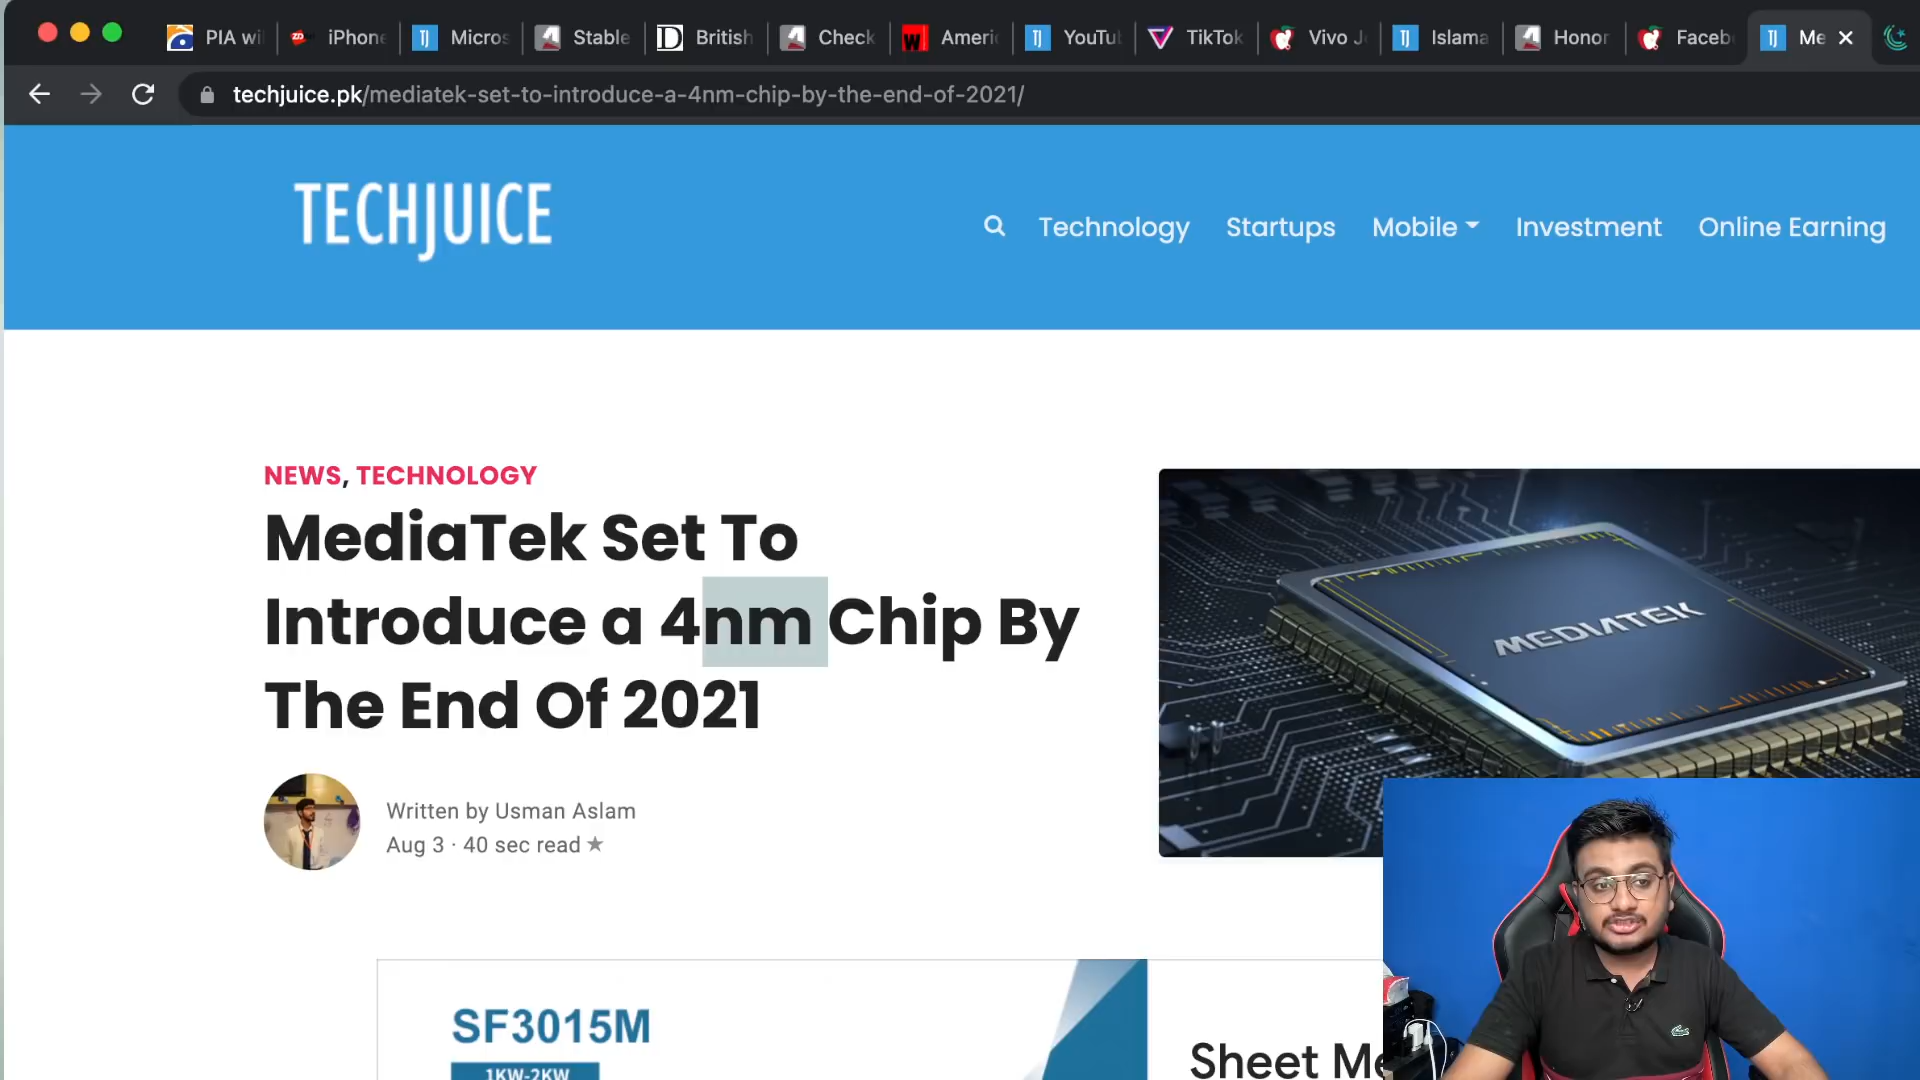 PIA wi
iPhone
Micros
Stable
British
Check
Ameri
YouTu
TikTok
Vivo J
Islama
Honor
Faceb
Me
techjuice.pk/mediatek-set-to-introduce-a-4nm-chip-by-the-end-of-2021/
TECHJUICE
Technology
Startups
Mobile
Investment
Online Earning
NEWS, TECHNOLOGY
MediaTek Set To
Introduce a 4nm Chip By
The End Of 2021
MEDIATEK
Written by Usman Aslam
Aug 3 · 40 sec read ★
SF3015M
1KW-2KW
Sheet Me